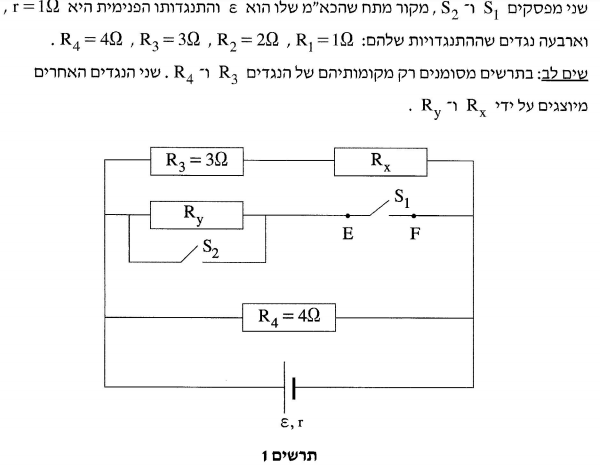 שני מפסקים S₁ ו־ S₂ , מקור מתח שהכא״מ שלו הוא ε והתנגדותו הפנימית היא r = 1Ω ,
וארבעה נגדים שההתנגדויות שלהם: R₁ = 1Ω , R₂ = 2Ω , R₃ = 3Ω , R₄ = 4Ω .
שים לב: בתרשים מסומנים רק מקומותיהם של הנגדים R₃ ו־ R₄ . שני הנגדים האחרים
מיוצגים על ידי Rₓ ו־ Rᵧ .
R₃ = 3Ω Rₓ
Rᵧ S₁
E F
S₂
R₄ = 4Ω
ε, r
תרשים 1